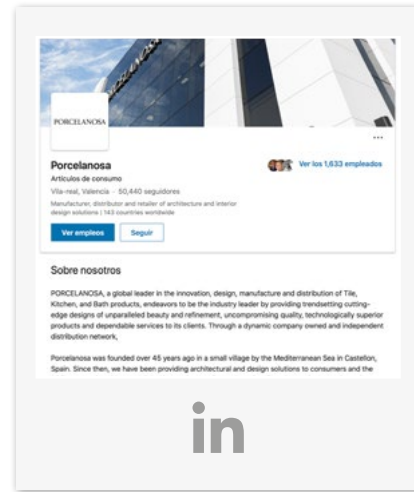 PORCELANOSA
PORCELANOSA
Porcelanosa
Artículos de consumo
Vila-real, Valencia · 50,440 seguidores
Manufacturer, distributor and retailer of architecture and interior
design solutions | 143 countries worldwide
Ver los 1,633 empleados
Ver empleos
Seguir
Sobre nosotros
PORCELANOSA, a global leader in the innovation, design, manufacture and distribution of Tile,
Kitchen, and Bath products, endeavors to be the industry leader by providing trendsetting cutting-
edge designs of unparalleled beauty and refinement, uncompromising quality, technologically superior
products and dependable services to its clients. Through a dynamic company owned and independent
distribution network,
Porcelanosa was founded over 45 years ago in a small village by the Mediterranean Sea in Castellon,
Spain. Since then, we have been providing architectural and design solutions to consumers and the
in